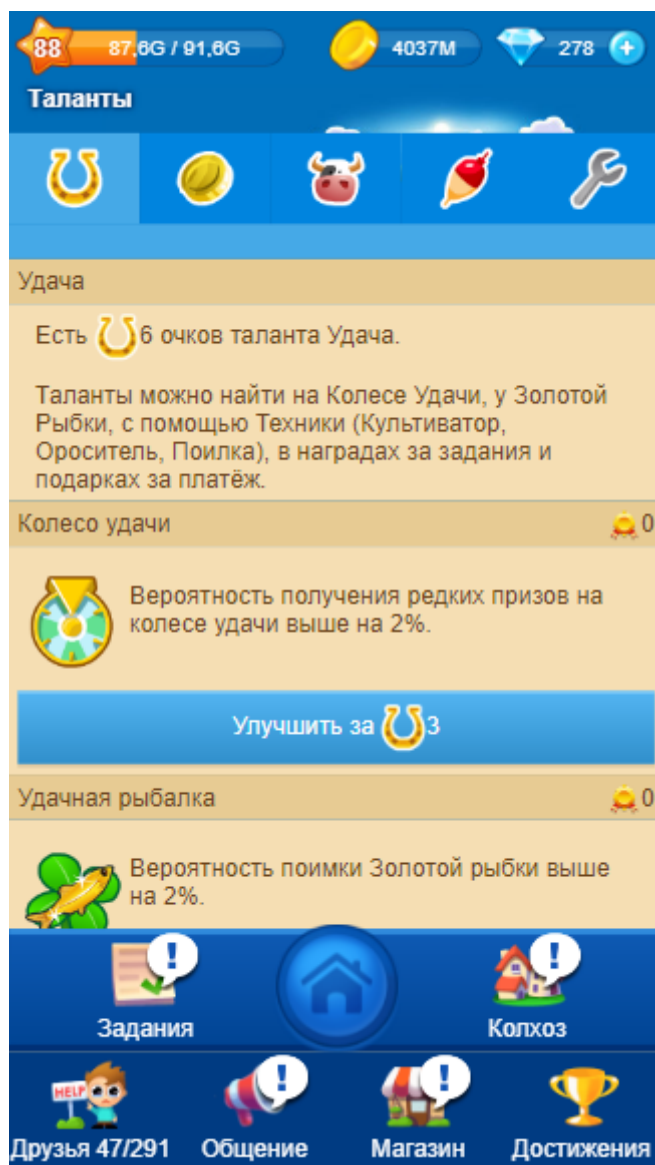 88 87,6G / 91,6G 4037M 278
Таланты
Удача
Есть 6 очков таланта Удача.
Таланты можно найти на Колесе Удачи, у Золотой
Рыбки, с помощью Техники (Культиватор,
Ороситель, Поилка), в наградах за задания и
подарках за платёж.
Колесо удачи 0
Вероятность получения редких призов на
колесе удачи выше на 2%.
Улучшить за 3
Удачная рыбалка 0
Вероятность поимки Золотой рыбки выше
на 2%.
! !
Задания Колхоз
HELP ! !
Друзья 47/291 Общение Магазин Достижения